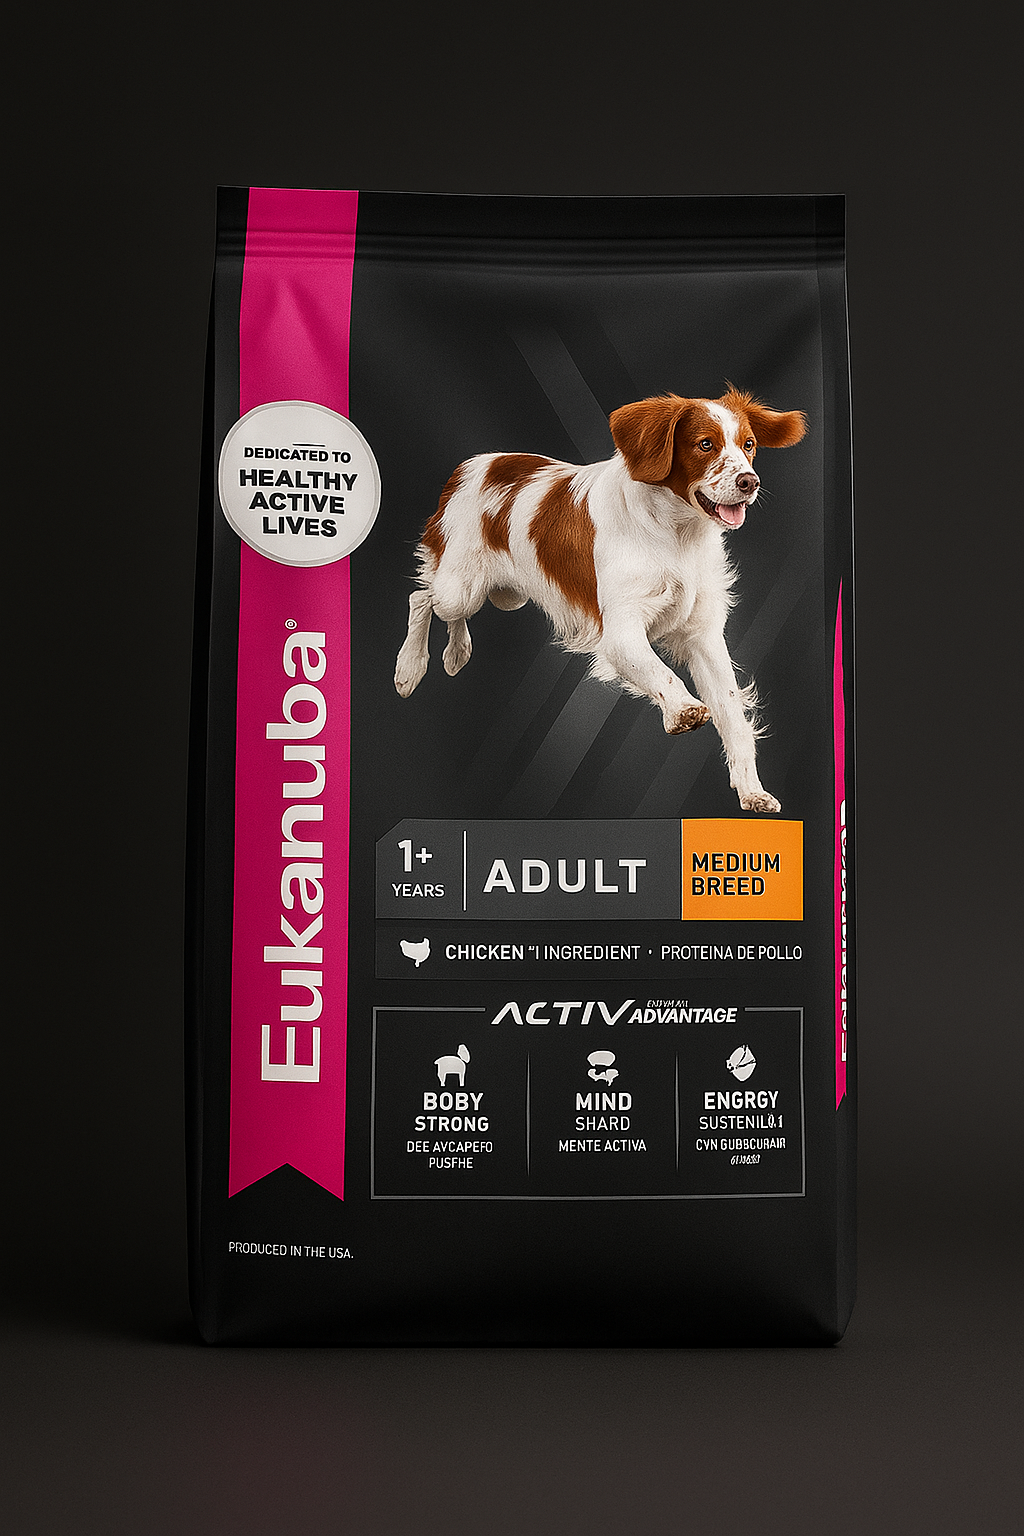 DEDICATED TO
HEALTHY
ACTIVE
LIVES
Eukanuba®
1+
YEARS
ADULT
MEDIUM
BREED
CHICKEN INGREDIENT · PROTEINA DE POLLO
ACTIV
ADVANTAGE
BOBY
STRONG
DEE AVCAPEFO
PUSFHE
MIND
SHARD
MENTE ACTIVA
ENGRGY
CVN GUBBCURAIR
PRODUCED IN THE USA.